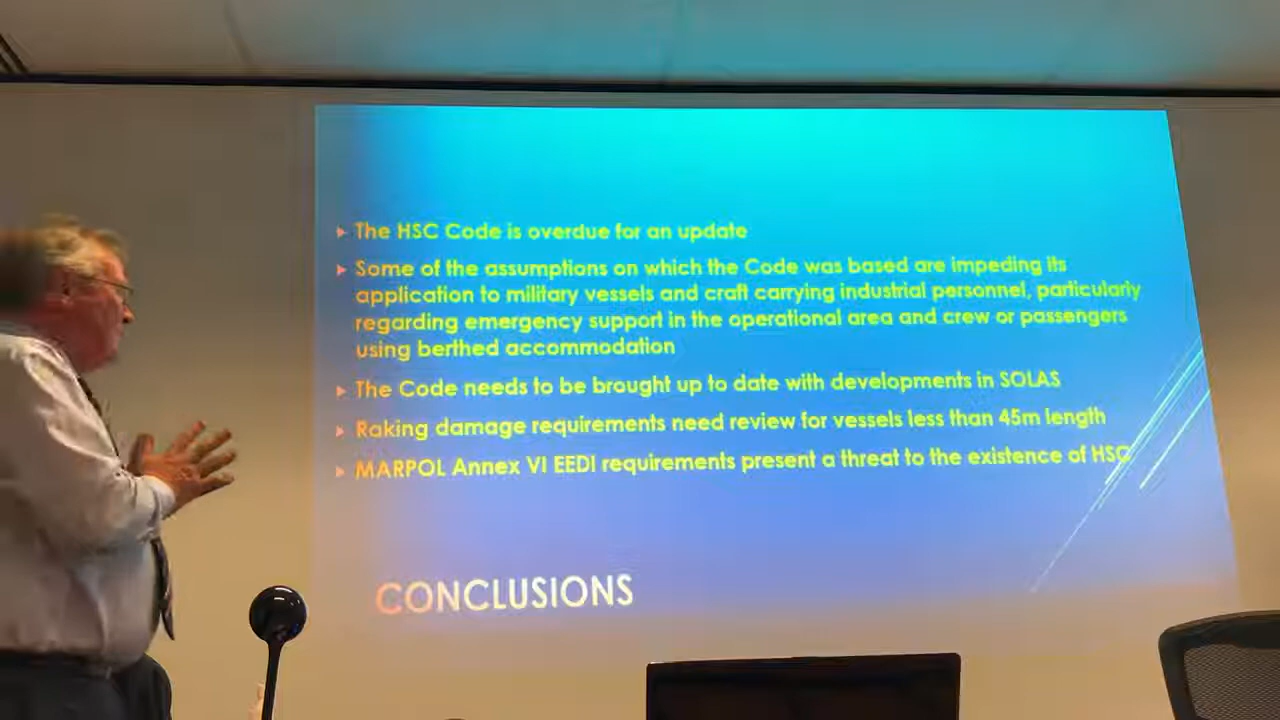 The HSC Code is overdue for an update
Some of the assumptions on which the Code was based are impeding its
application to military vessels and craft carrying industrial personnel, particularly
regarding emergency support in the operational area and crew or passengers
using berthed accommodation
The Code needs to be brought up to date with developments in SOLAS
Raking damage requirements need review for vessels less than 45m length
MARPOL Annex VI EEDI requirements present a threat to the existence of HSC
CONCLUSIONS